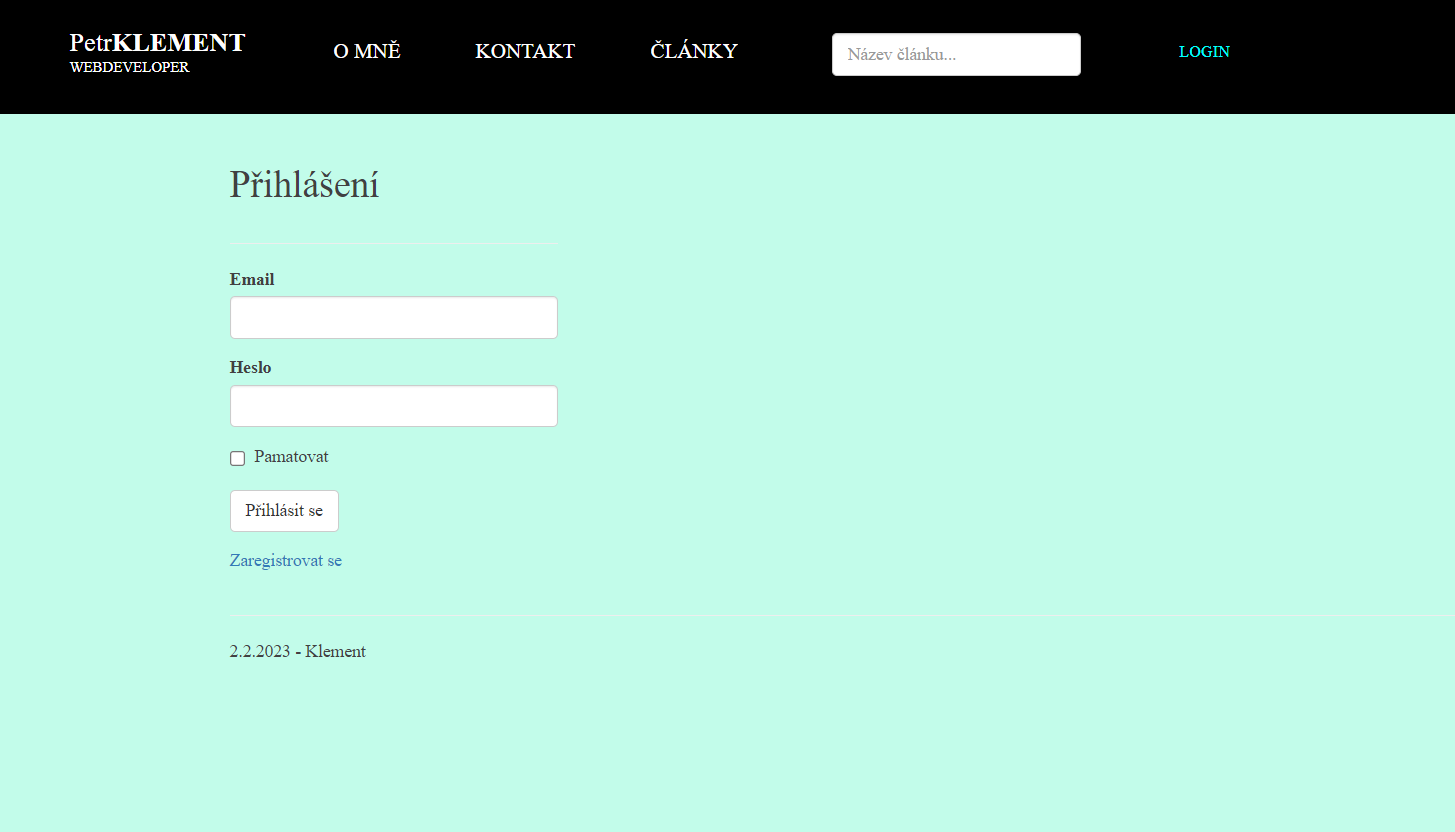 PetrKLEMENT
WEBDEVELOPER
O MNĚ
KONTAKT
ČLÁNKY
Název článku...
LOGIN
Přihlášení
Email
Heslo
Pamatovat
Přihlásit se
Zaregistrovat se
2.2.2023 - Klement